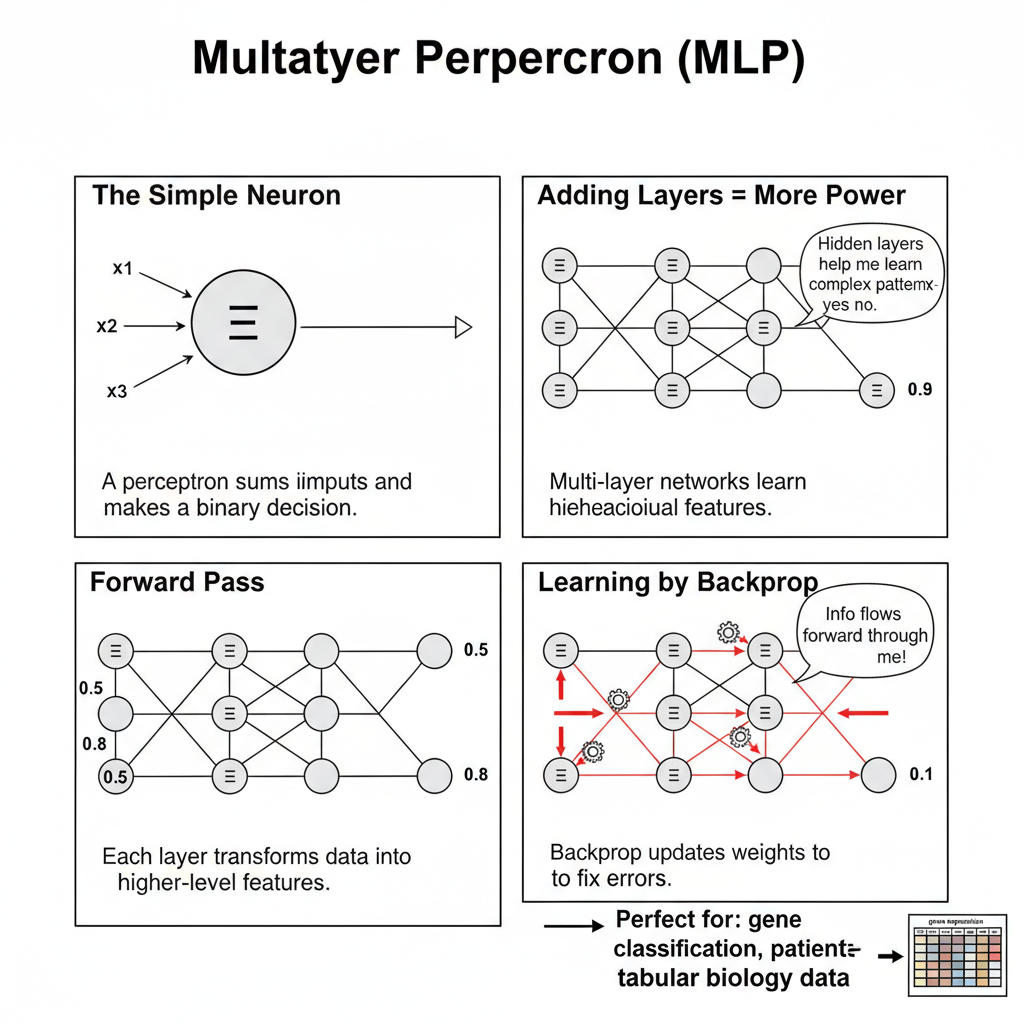 Multatyer Perpercron (MLP)
The Simple Neuron
x1
x2
x3
Ξ
A perceptron sums iimputs and
makes a binary decision.
Adding Layers = More Power
Ξ
Ξ
Hidden layers
help me learn
complex pattemx-
yes no.
Ξ
Ξ
Ξ
Ξ
Ξ
Ξ
0.9
Multi-layer networks learn
hieheacioiual features.
Forward Pass
Ξ
Ξ
0.5
0.5
Ξ
0.8
0.5
Ξ
0.8
Each layer transforms data into
higher-level features.
Learning by Backprop
Info flows
forward through
me!
Ξ
Ξ
Ξ
Ξ
Ξ
Ξ
Ξ
0.1
Backprop updates weights to
to fix errors.
Perfect for: gene
classification, patient-
tabular biology data